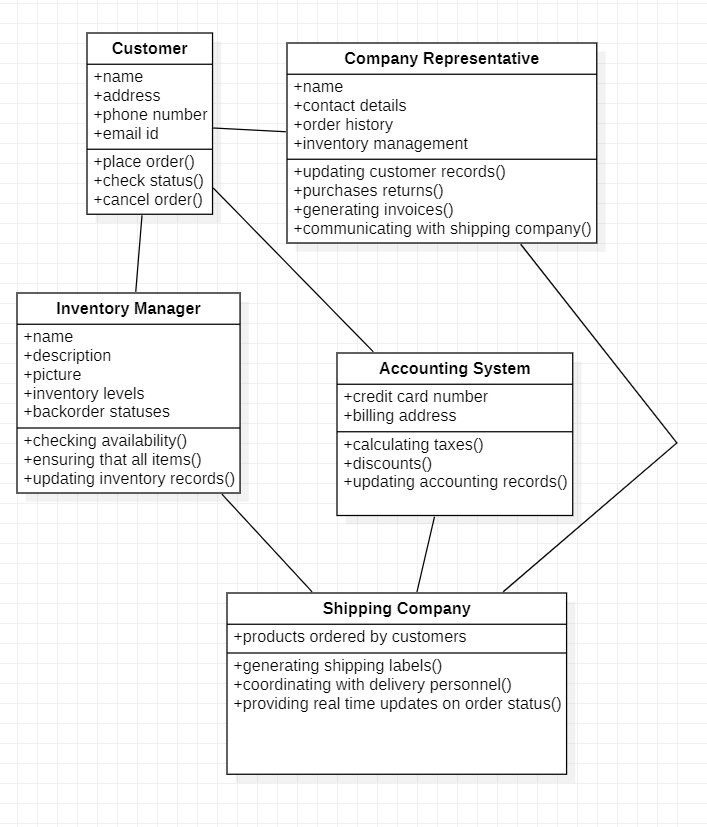 Customer
+name
+address
+phone number
+email id
+place order()
+check status()
+cancel order()
Company Representative
+name
+contact details
+order history
+inventory management
+updating customer records()
+purchases returns()
+generating invoices()
+communicating with shipping company()
Inventory Manager
+name
+description
+picture
+inventory levels
+backorder statuses
+checking availability()
+ensuring that all items()
+updating inventory records()
Accounting System
+credit card number
+billing address
+calculating taxes()
+discounts()
+updating accounting records()
Shipping Company
+products ordered by customers
+generating shipping labels()
+coordinating with delivery personnel()
+providing real time updates on order status()